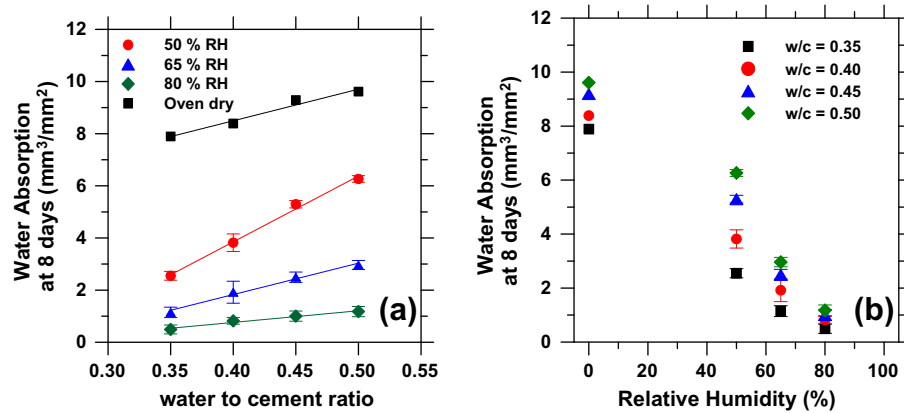 12
10
8
6
4
2
0
Water Absorption
at 8 days (mm³/mm²)
50 % RH
65 % RH
80 % RH
Oven dry
(a)
0.30 0.35 0.40 0.45 0.50 0.55
water to cement ratio
12
10
8
6
4
2
0
Water Absorption
at 8 days (mm³/mm²)
w/c = 0.35
w/c = 0.40
w/c = 0.45
w/c = 0.50
(b)
0 20 40 60 80 100
Relative Humidity (%)